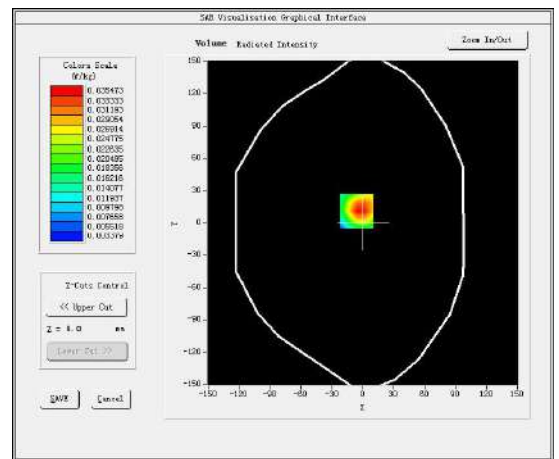 SAR Visualisation Graphical Interface
Volume Radiated Intensity
Zoom In/Out
Colors Scale
(W/kg)
0.035473
0.033333
0.031193
0.029054
0.026914
0.024775
0.022635
0.020495
0.018356
0.016216
0.014077
0.011937
0.009798
0.007658
0.005518
0.003379
Z-Cuts Control
<< Upper Cut
Z = 1.0 mm
Lower Cut >>
SAVE Cancel
150
120
90
60
30
0
-30
-60
-90
-120
-150
-150 -120 -90 -60 -30 0 30 60 90 120 150